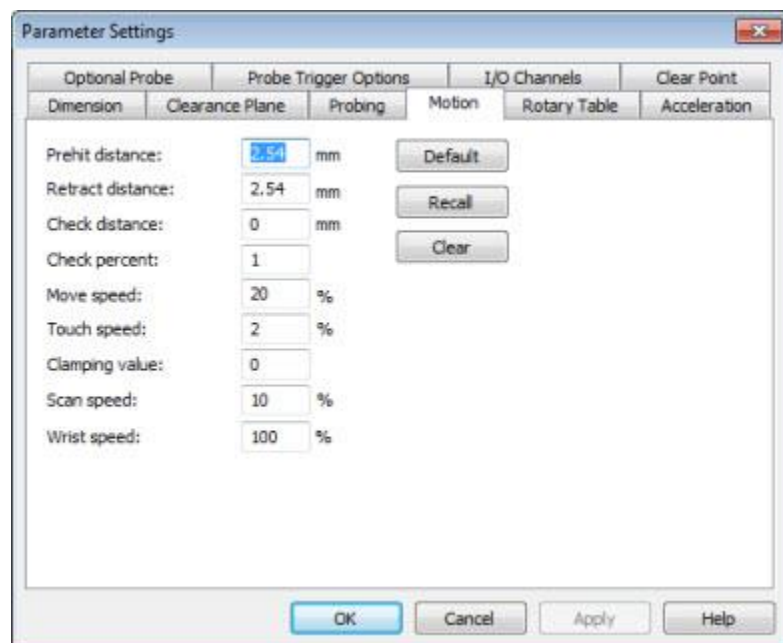 Parameter Settings
Optional Probe Probe Trigger Options I/O Channels Clear Point
Dimension Clearance Plane Probing Motion Rotary Table Acceleration
Prehit distance: 2.54 mm Default
Retract distance: 2.54 mm Recall
Check distance: 0 mm Clear
Check percent: 1
Move speed: 20 %
Touch speed: 2 %
Clamping value: 0
Scan speed: 10 %
Wrist speed: 100 %
OK Cancel Apply Help